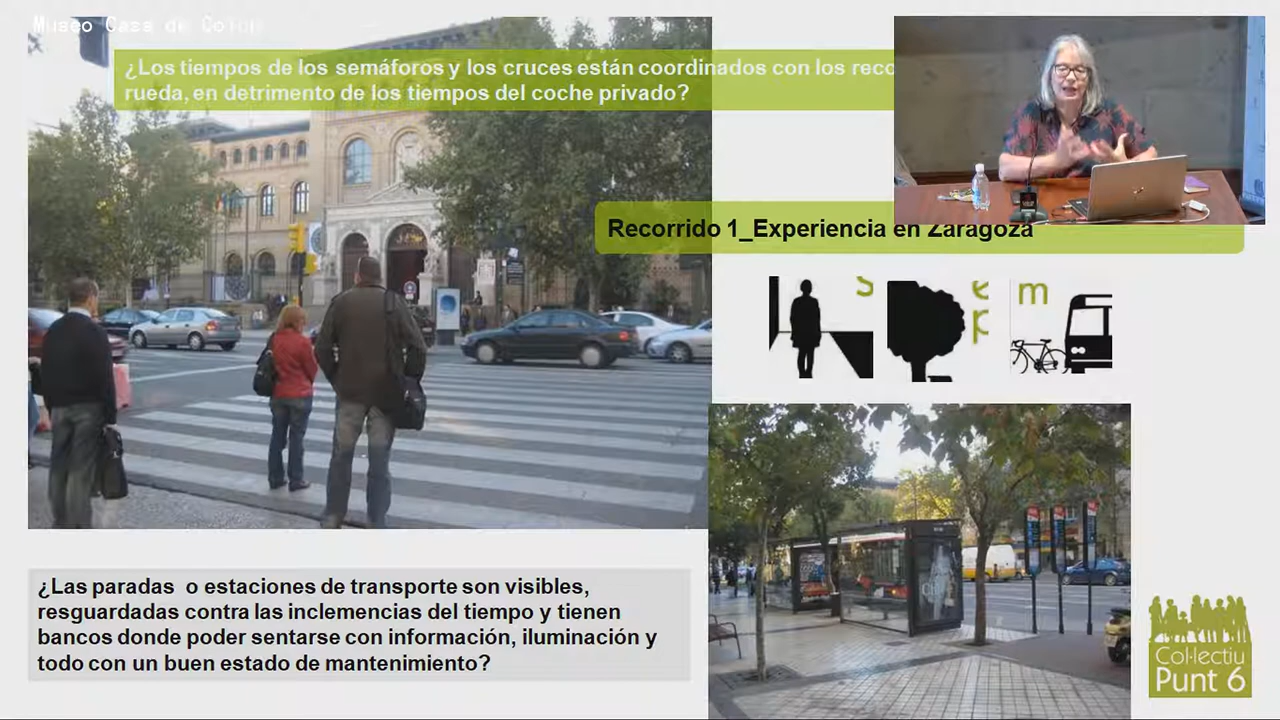 Museo Casa de Colón
¿Los tiempos de los semáforos y los cruces están coordinados con los
rueda, en detrimento de los tiempos del coche privado?
Recorrido 1_Experiencia en Zaragoza
s
e
p
m
¿Las paradas o estaciones de transporte son visibles,
resguardadas contra las inclemencias del tiempo y tienen
bancos donde poder sentarse con información, iluminación y
todo con un buen estado de mantenimiento?
Col·lectiu
Punt 6